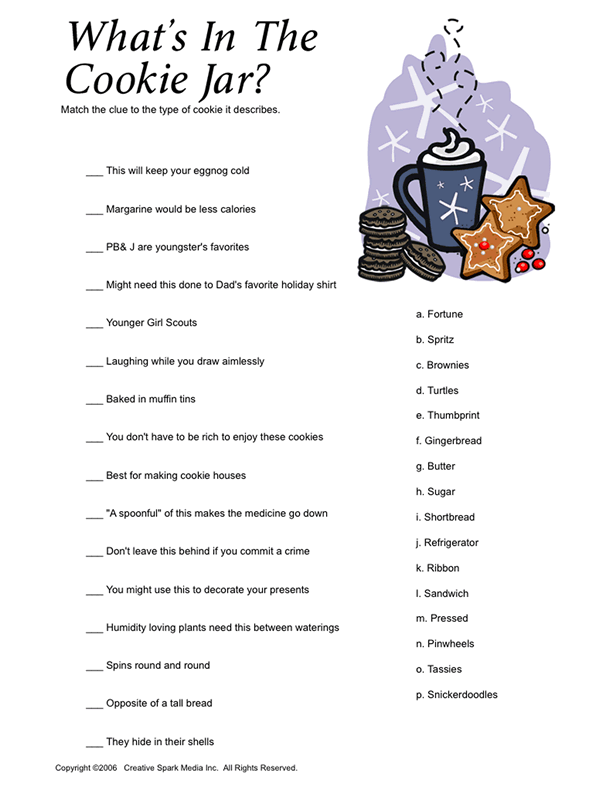 What's In The
Cookie Jar?
Match the clue to the type of cookie it describes.
___ This will keep your eggnog cold
___ Margarine would be less calories
___ PB& J are youngster's favorites
___ Might need this done to Dad's favorite holiday shirt
___ Younger Girl Scouts
___ Laughing while you draw aimlessly
___ Baked in muffin tins
___ You don't have to be rich to enjoy these cookies
___ Best for making cookie houses
___ "A spoonful" of this makes the medicine go down
___ Don't leave this behind if you commit a crime
___ You might use this to decorate your presents
___ Humidity loving plants need this between waterings
___ Spins round and round
___ Opposite of a tall bread
___ They hide in their shells
a. Fortune
b. Spritz
c. Brownies
d. Turtles
e. Thumbprint
f. Gingerbread
g. Butter
h. Sugar
i. Shortbread
j. Refrigerator
k. Ribbon
l. Sandwich
m. Pressed
n. Pinwheels
o. Tassies
p. Snickerdoodles
Copyright ©2006 Creative Spark Media Inc. All Rights Reserved.